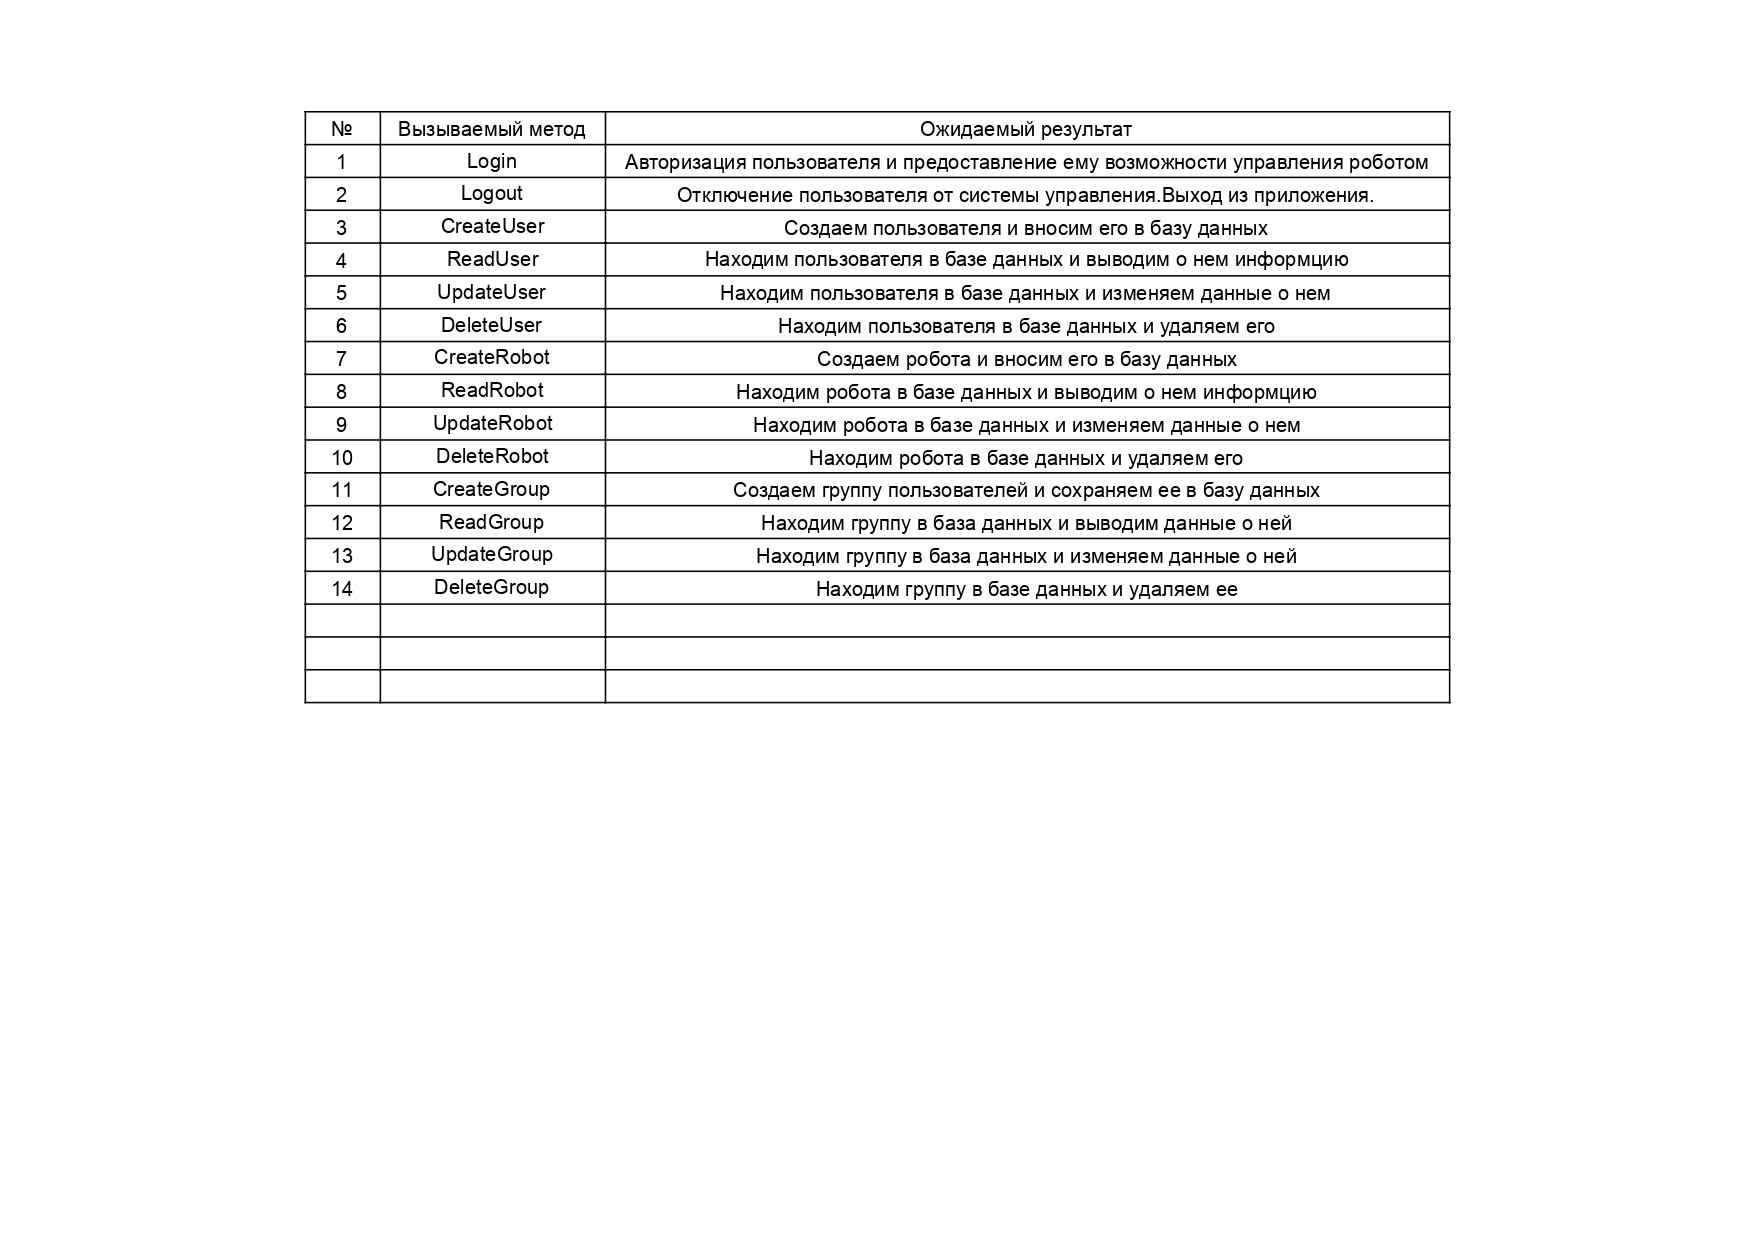 № Вызываемый метод Ожидаемый результат
1 Login Авторизация пользователя и предоставление ему возможности управления роботом
2 Logout Отключение пользователя от системы управления.Выход из приложения.
3 CreateUser Создаем пользователя и вносим его в базу данных
4 ReadUser Находим пользователя в базе данных и выводим о нем информцию
5 UpdateUser Находим пользователя в базе данных и изменяем данные о нем
6 DeleteUser Находим пользователя в базе данных и удаляем его
7 CreateRobot Создаем робота и вносим его в базу данных
8 ReadRobot Находим робота в базе данных и выводим о нем информцию
9 UpdateRobot Находим робота в базе данных и изменяем данные о нем
10 DeleteRobot Находим робота в базе данных и удаляем его
11 CreateGroup Создаем группу пользователей и сохраняем ее в базу данных
12 ReadGroup Находим группу в база данных и выводим данные о ней
13 UpdateGroup Находим группу в база данных и изменяем данные о ней
14 DeleteGroup Находим группу в базе данных и удаляем ее